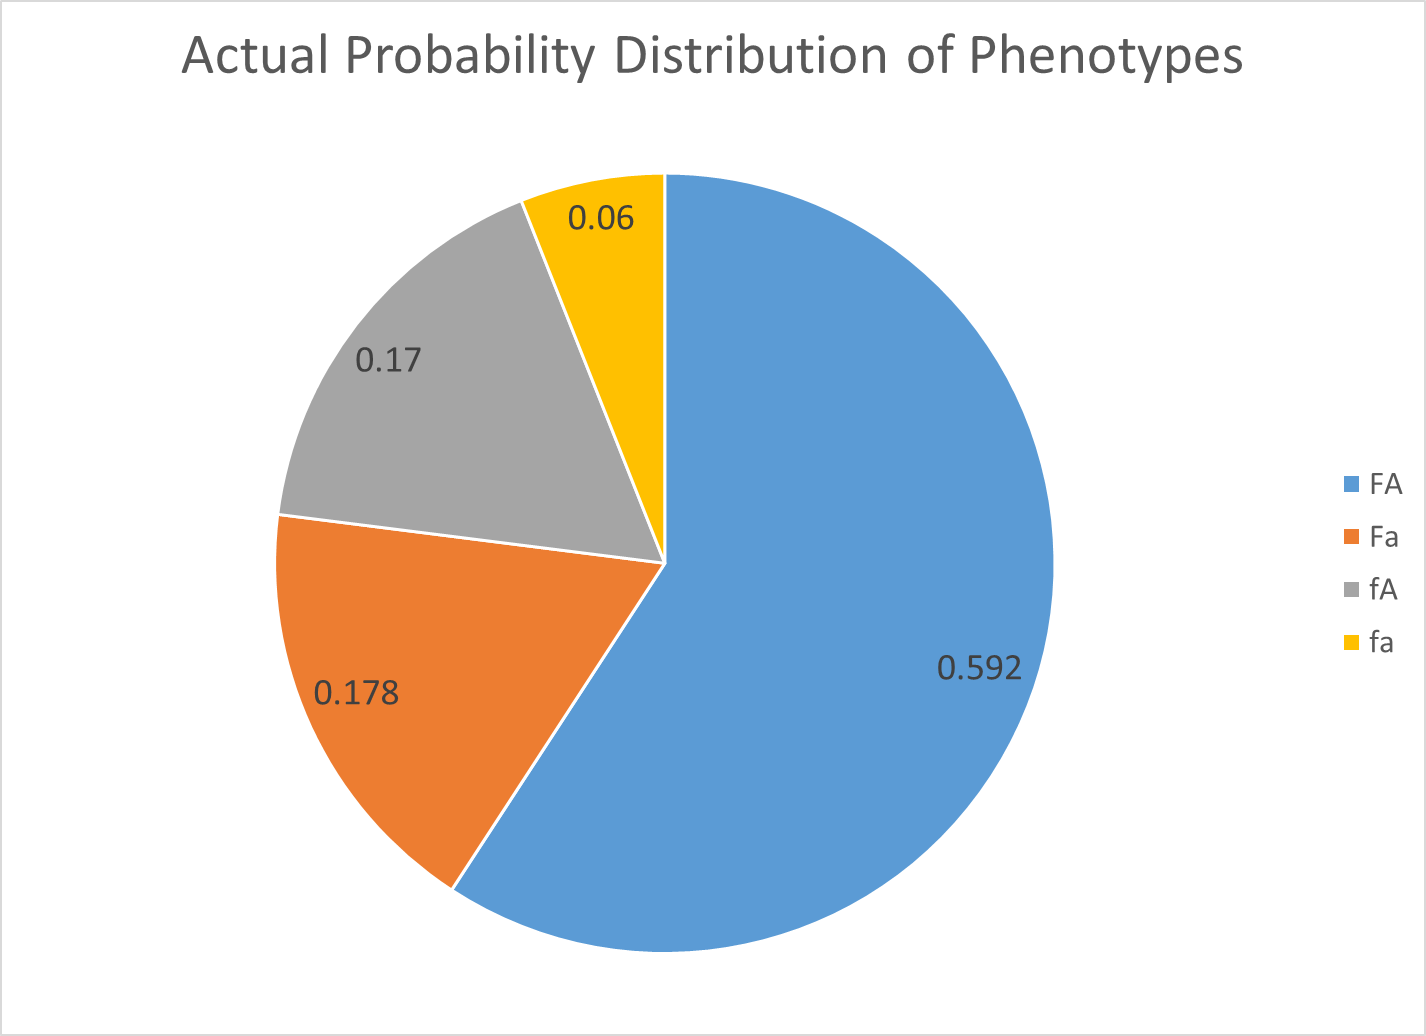 Actual Probability Distribution of Phenotypes
0.06
0.17
0.592
0.178
FA
Fa
fA
fa